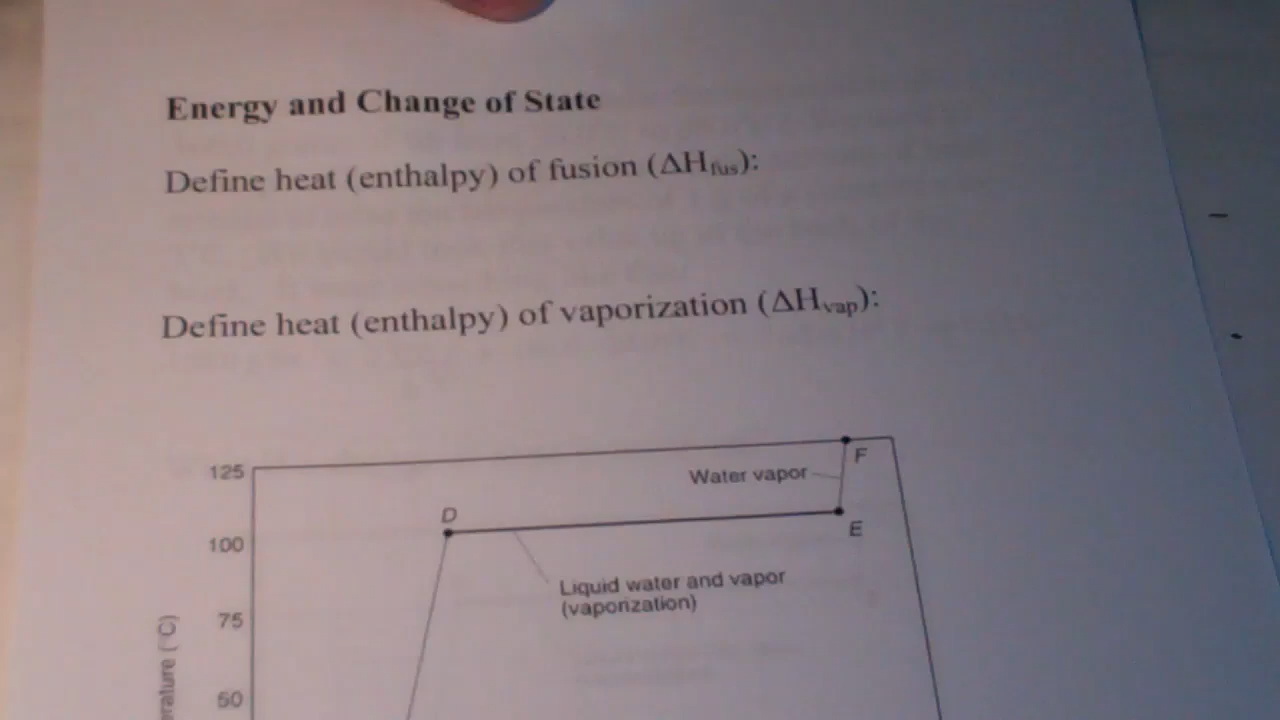 Energy and Change of State
Define heat (enthalpy) of fusion (ΔHfus):
Define heat (enthalpy) of vaporization (ΔHvap):
125
Water vapor
F
D
E
100
Liquid water and vapor
(vaporization)
75
50
(°C)